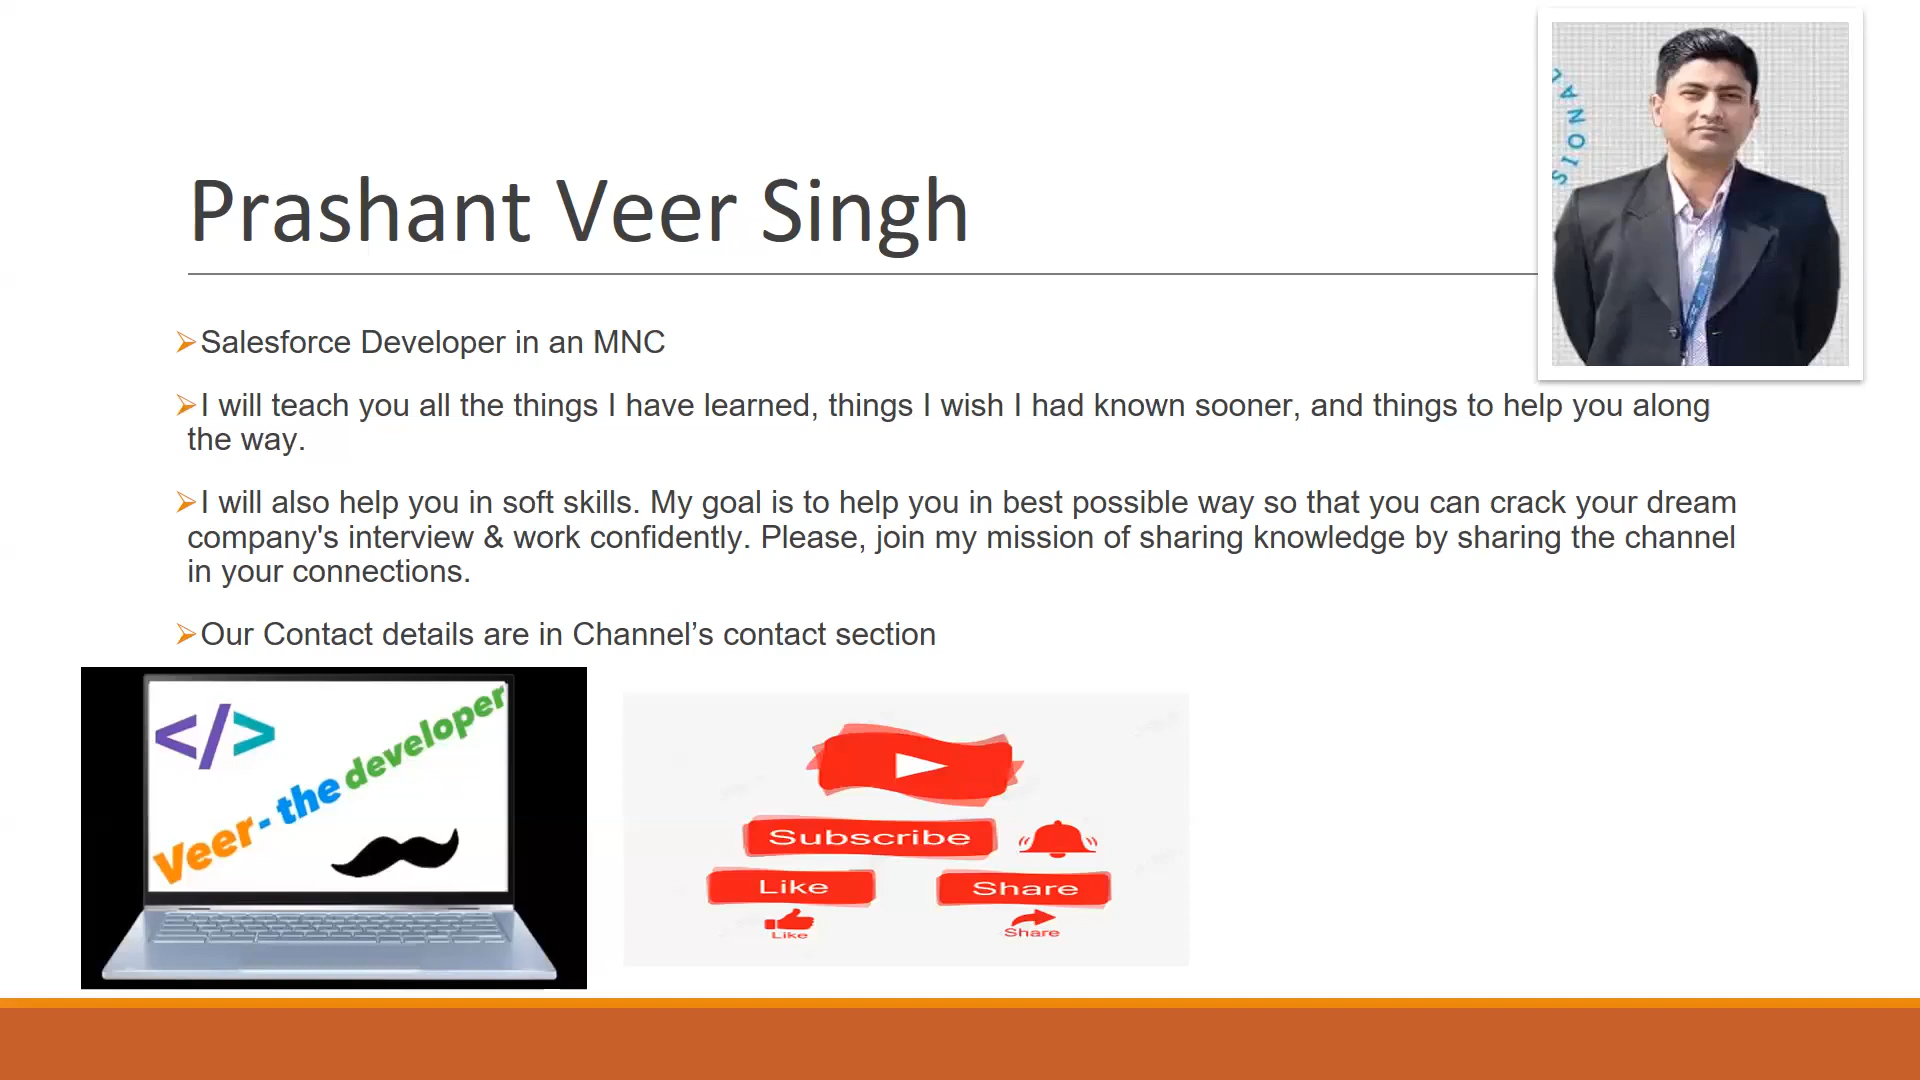 SIONAL
Prashant Veer Singh
➢Salesforce Developer in an MNC
➢I will teach you all the things I have learned, things I wish I had known sooner, and things to help you along
the way.
➢I will also help you in soft skills. My goal is to help you in best possible way so that you can crack your dream
company's interview & work confidently. Please, join my mission of sharing knowledge by sharing the channel
in your connections.
➢Our Contact details are in Channel’s contact section
</>
Veer - the developer
Subscribe
Like Share
Like Share